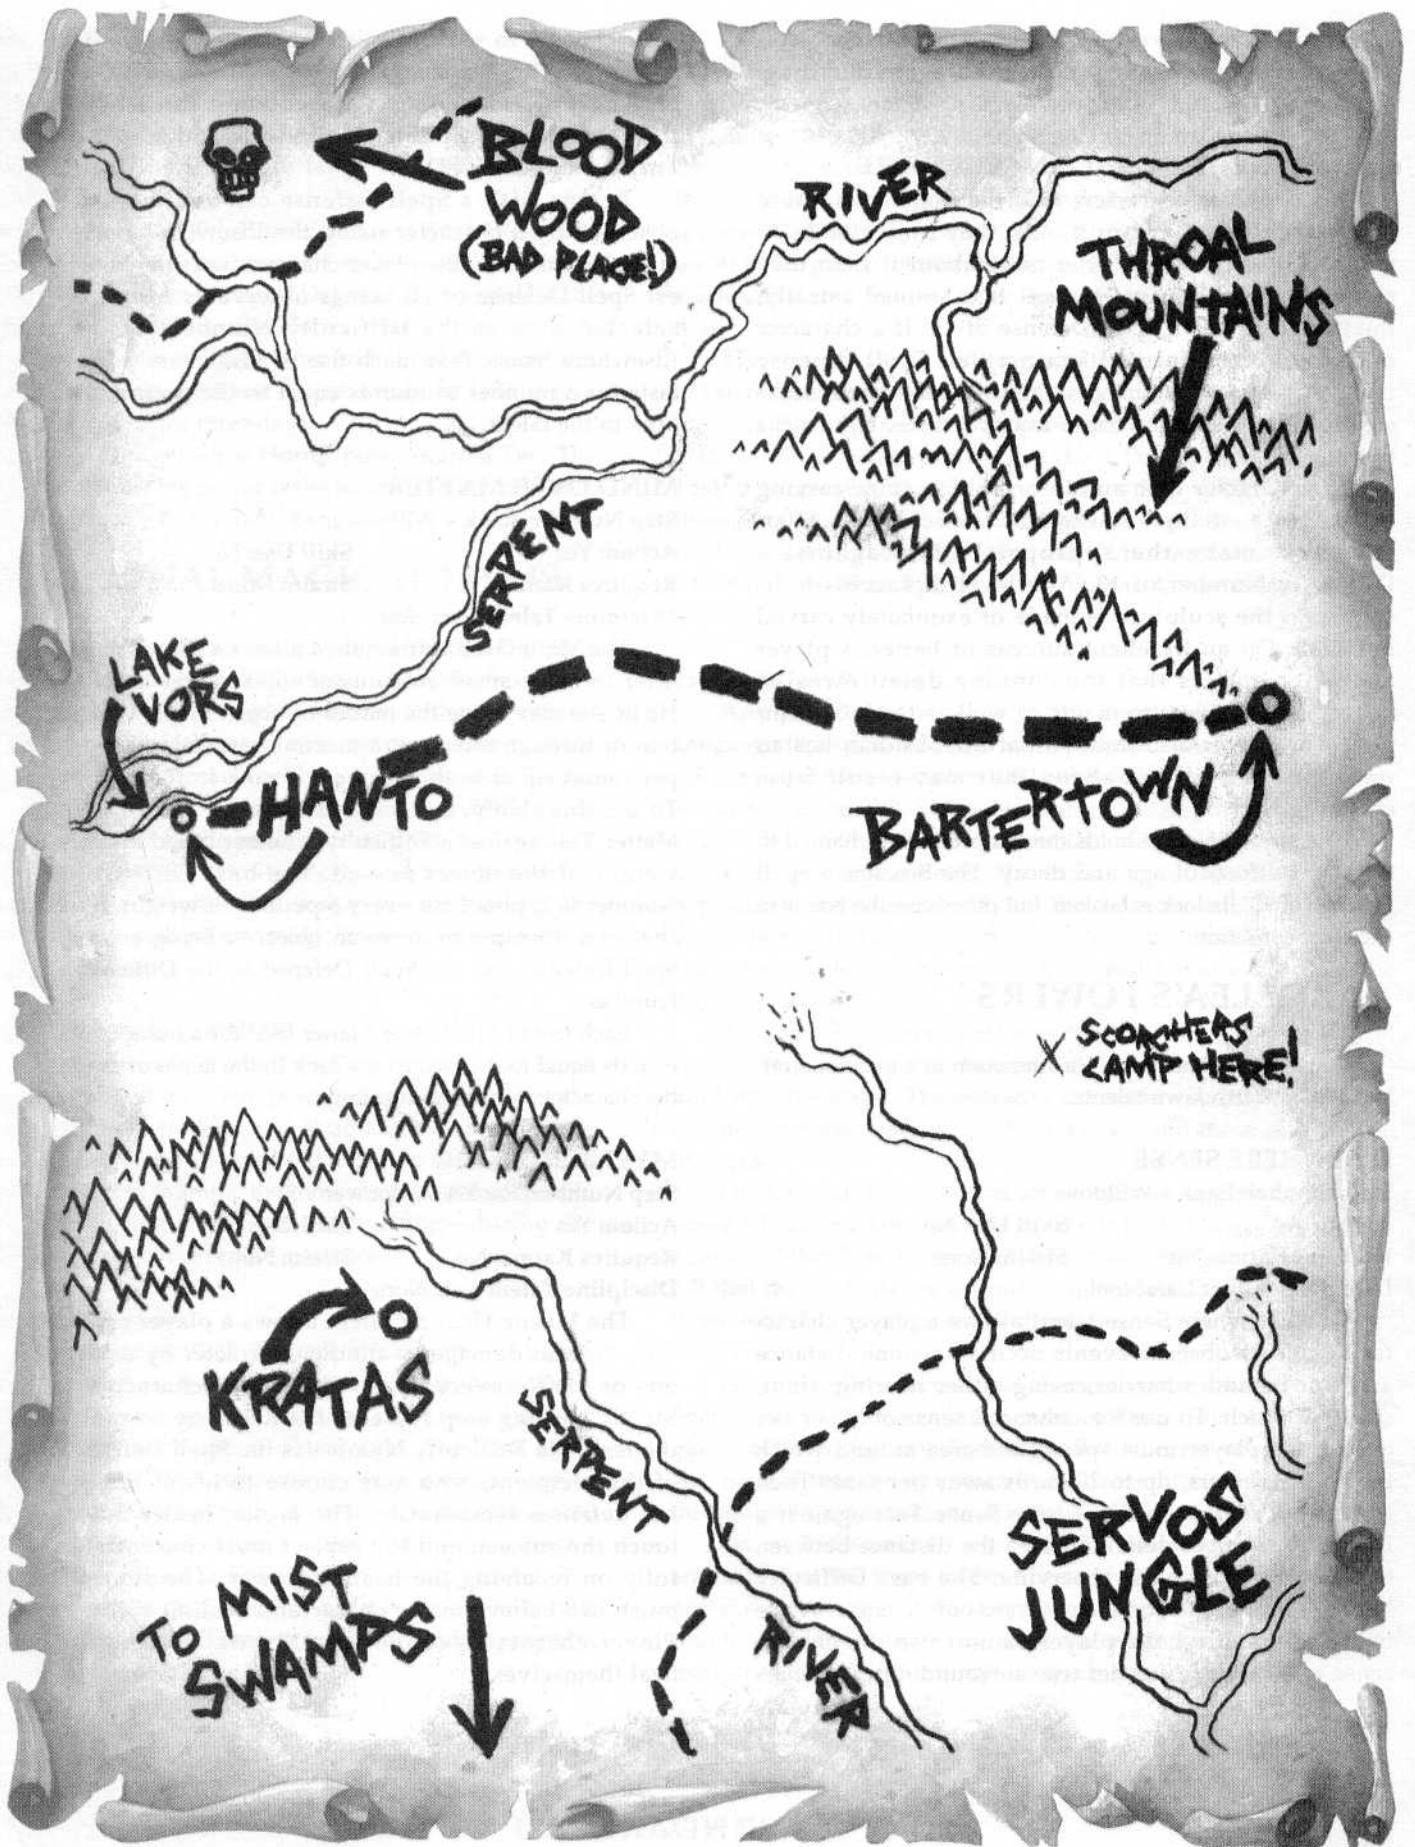 BLOOD
WOOD
(BAD PLACE!)
RIVER
THROAL
MOUNTAINS
SERPENT
LAKE
VORS
HANTO
BARTERTOWN
SCORCHERS
CAMP HERE!
KRATAS
SERPENT
SERVOS
JUNGLE
TO MIST
SWAMPS
RIVER